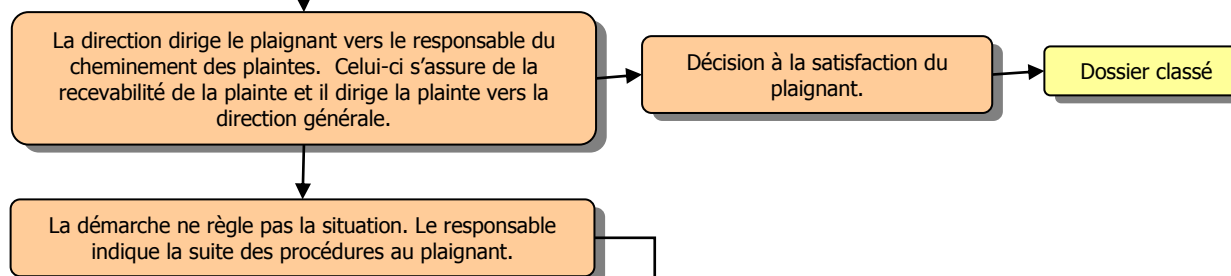 La direction dirige le plaignant vers le responsable du
cheminement des plaintes.  Celui-ci s’assure de la
recevabilité de la plainte et il dirige la plainte vers la
direction générale.
Décision à la satisfaction du
plaignant.
Dossier classé
La démarche ne règle pas la situation. Le responsable
indique la suite des procédures au plaignant.